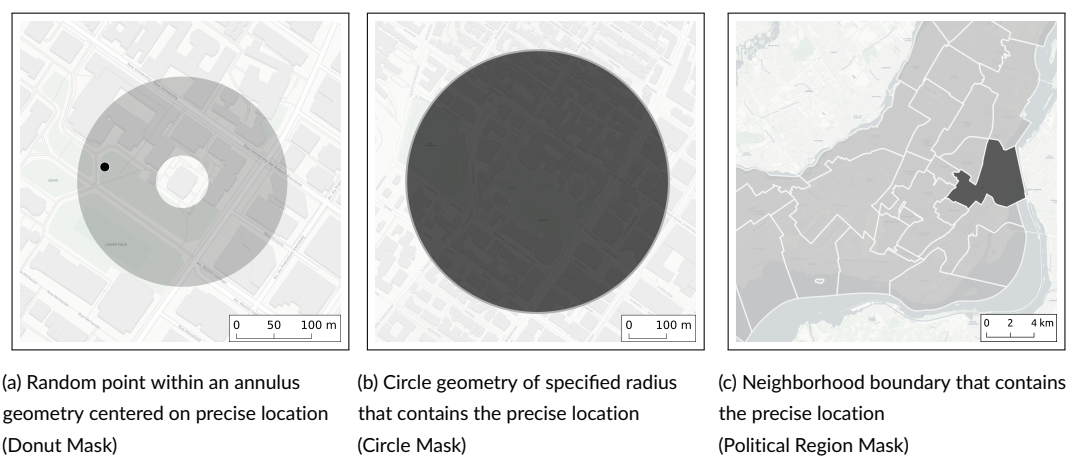 0 50 100 m
0 100 m
0 2 4 km
(a) Random point within an annulus
geometry centered on precise location
(Donut Mask)
(b) Circle geometry of specified radius
that contains the precise location
(Circle Mask)
(c) Neighborhood boundary that contains
the precise location
(Political Region Mask)